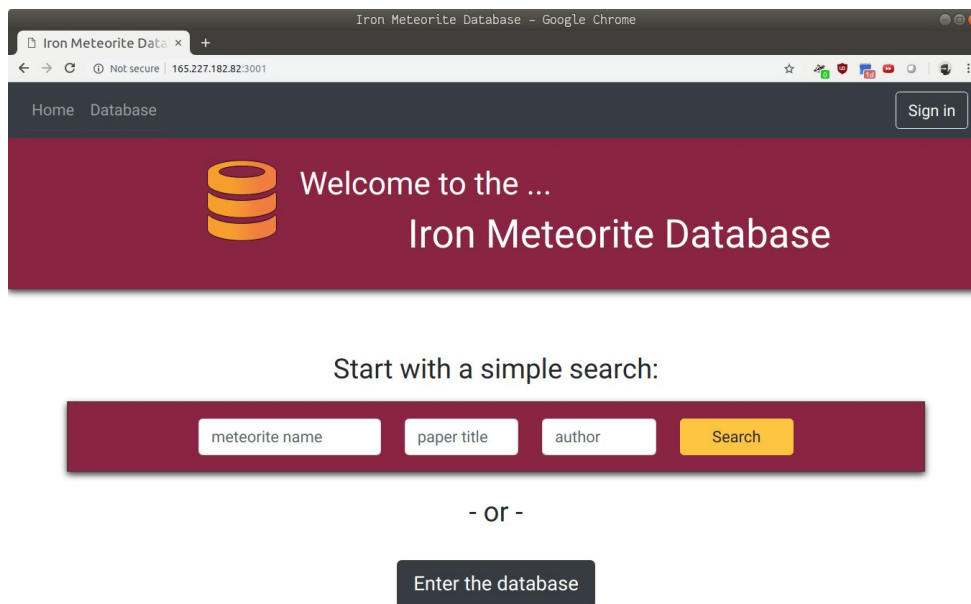 Iron Meteorite Database - Google Chrome
Iron Meteorite Data
Not secure | 165.227.182.82:3001
0
1d
Home Database Sign in
Welcome to the ...
Iron Meteorite Database
Start with a simple search:
meteorite name paper title author Search
- or -
Enter the database